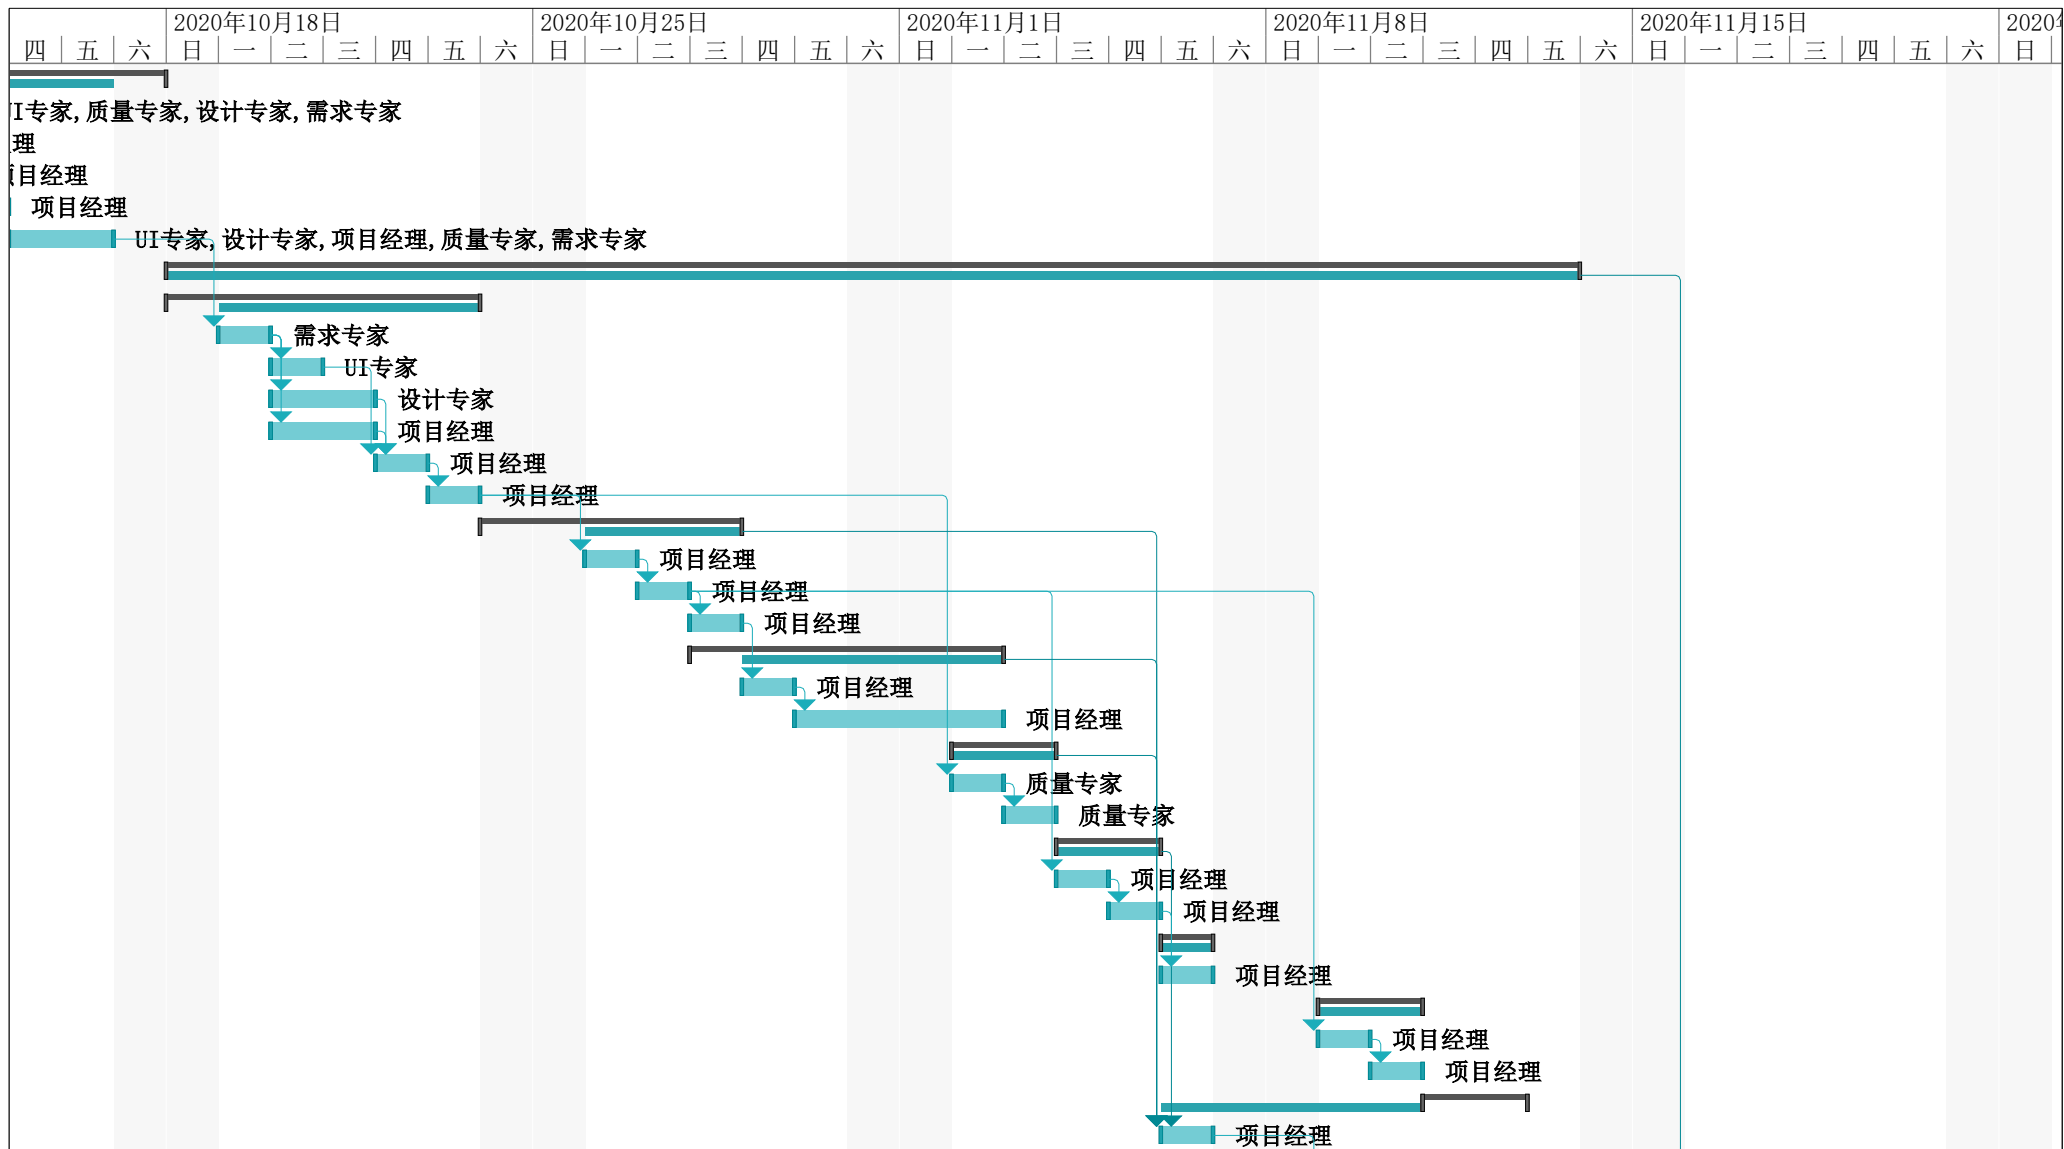 2020年10月18日 2020年10月25日 2020年11月1日 2020年11月8日 2020年11月15日
四 五 六 日 一 二 三 四 五 六 日 一 二 三 四 五 六 日 一 二 三 四 五 六 日 一 二 三 四 五 六 日 一 二 三 四 五 六 日
UI专家,质量专家,设计专家,需求专家
理
项目经理
项目经理
UI专家,设计专家,项目经理,质量专家,需求专家
需求专家
UI专家
设计专家
项目经理
项目经理
项目经理
项目经理
项目经理
项目经理
项目经理
项目经理
质量专家
质量专家
项目经理
项目经理
项目经理
项目经理
项目经理
项目经理